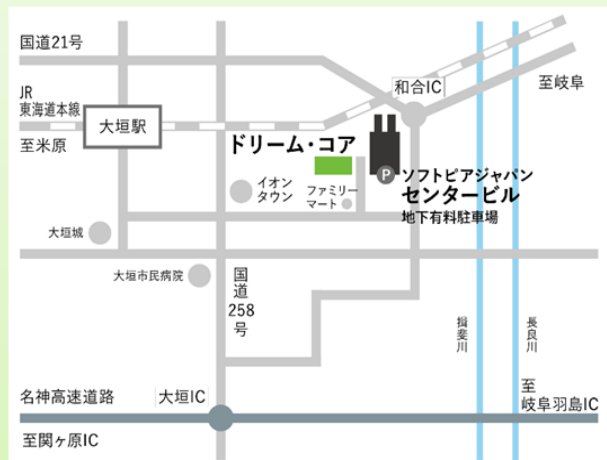 国道21号
和合IC
JR
東海道本線
至岐阜
大垣駅
至米原
ドリーム・コア
P
ソフトピアジャパン
センタービル
地下有料駐車場
イオン
タウン
ファミリー
マート
大垣城
大垣市民病院
国道258号
揖斐川
長良川
名神高速道路
大垣IC
至
岐阜羽島IC
至関ヶ原IC